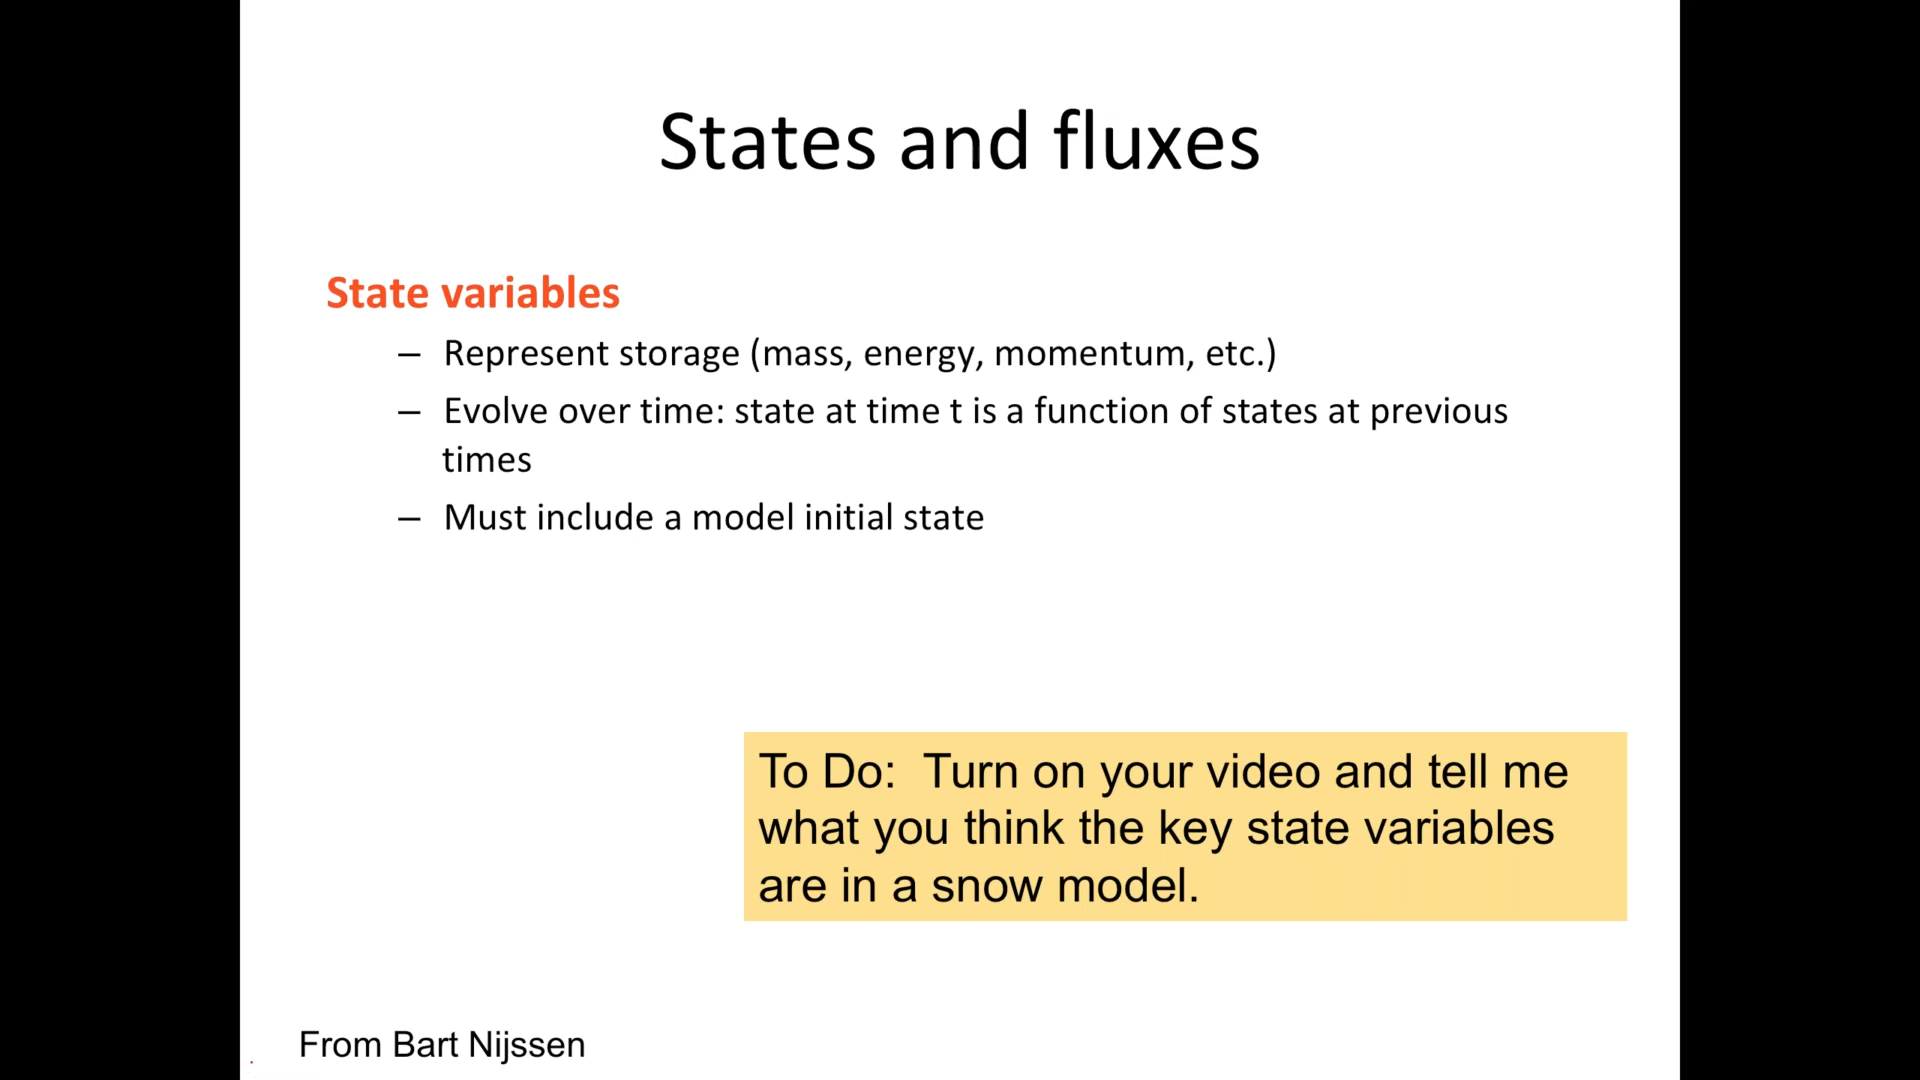 States and fluxes
State variables
– Represent storage (mass, energy, momentum, etc.)
– Evolve over time: state at time t is a function of states at previous
times
– Must include a model initial state
To Do:  Turn on your video and tell me
what you think the key state variables
are in a snow model.
From Bart Nijssen